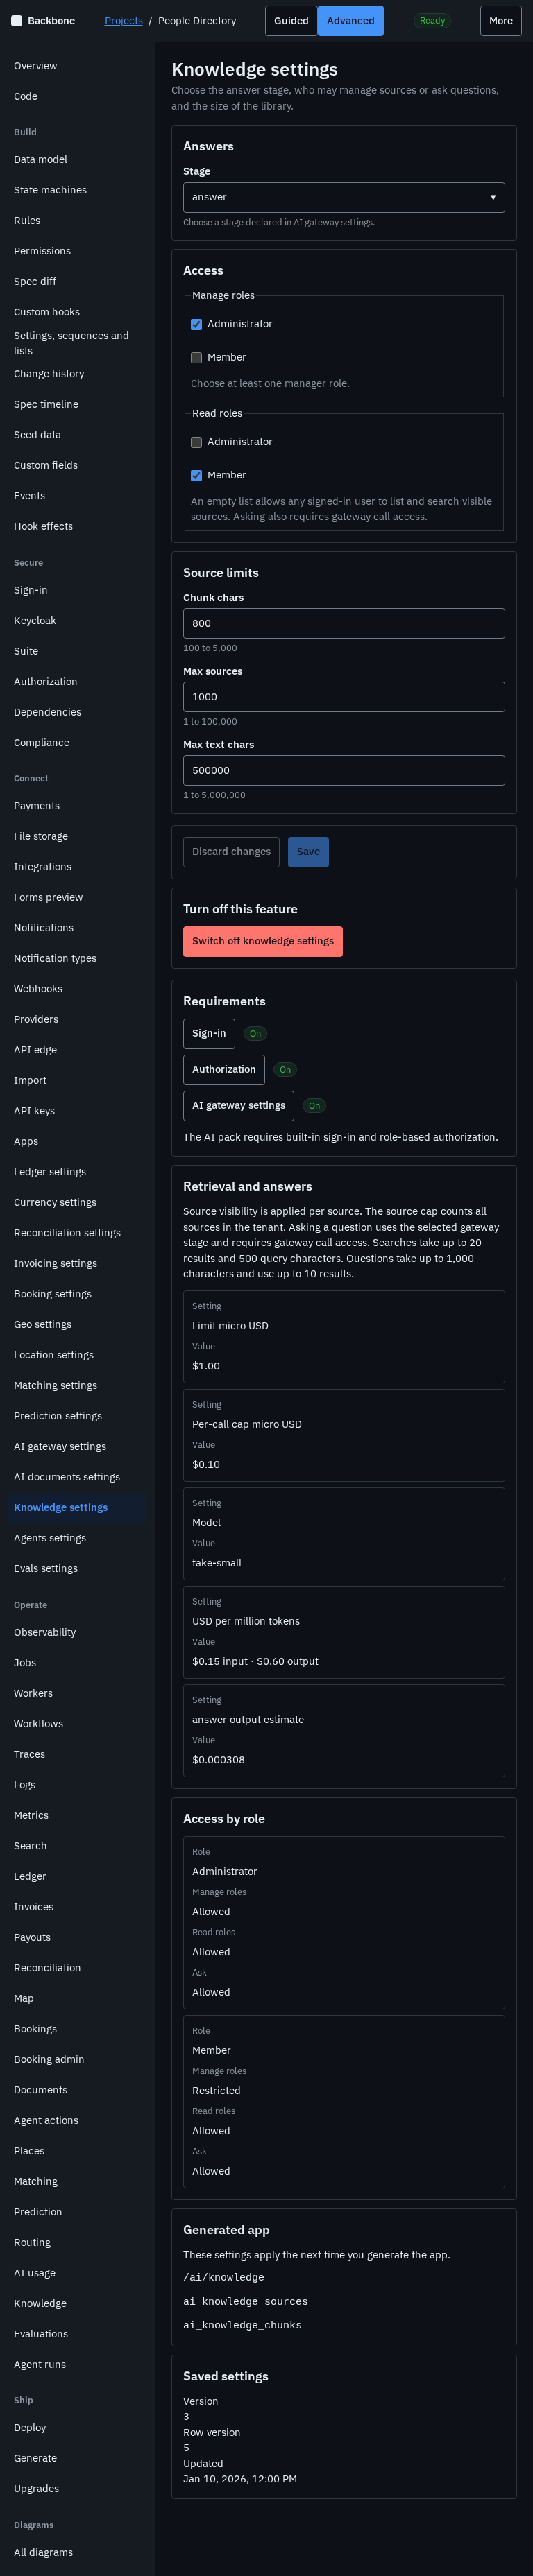 Backbone
Projects / People Directory
Guided
Advanced
Ready
More
Overview
Code
Build
Data model
State machines
Rules
Permissions
Spec diff
Custom hooks
Settings, sequences and
lists
Change history
Spec timeline
Seed data
Custom fields
Events
Hook effects
Secure
Sign-in
Keycloak
Suite
Authorization
Dependencies
Compliance
Connect
Payments
File storage
Integrations
Forms preview
Notifications
Notification types
Webhooks
Providers
API edge
Import
API keys
Apps
Ledger settings
Currency settings
Reconciliation settings
Invoicing settings
Booking settings
Geo settings
Location settings
Matching settings
Prediction settings
AI gateway settings
AI documents settings
Knowledge settings
Agents settings
Evals settings
Operate
Observability
Jobs
Workers
Workflows
Traces
Logs
Metrics
Search
Ledger
Invoices
Payouts
Reconciliation
Map
Bookings
Booking admin
Documents
Agent actions
Places
Matching
Prediction
Routing
AI usage
Knowledge
Evaluations
Agent runs
Ship
Deploy
Generate
Upgrades
Diagrams
All diagrams
Knowledge settings
Choose the answer stage, who may manage sources or ask questions,
and the size of the library.
Answers
Stage
answer
Choose a stage declared in AI gateway settings.
Access
Manage roles
Administrator
Member
Choose at least one manager role.
Read roles
Administrator
Member
An empty list allows any signed-in user to list and search visible
sources. Asking also requires gateway call access.
Source limits
Chunk chars
800
100 to 5,000
Max sources
1000
1 to 100,000
Max text chars
500000
1 to 5,000,000
Discard changes
Save
Turn off this feature
Switch off knowledge settings
Requirements
Sign-in
On
Authorization
On
AI gateway settings
On
The AI pack requires built-in sign-in and role-based authorization.
Retrieval and answers
Source visibility is applied per source. The source cap counts all
sources in the tenant. Asking a question uses the selected gateway
stage and requires gateway call access. Searches take up to 20
results and 500 query characters. Questions take up to 1,000
characters and use up to 10 results.
Setting
Limit micro USD
Value
$1.00
Setting
Per-call cap micro USD
Value
$0.10
Setting
Model
Value
fake-small
Setting
USD per million tokens
Value
$0.15 input · $0.60 output
Setting
answer output estimate
Value
$0.000308
Access by role
Role
Administrator
Manage roles
Allowed
Read roles
Allowed
Ask
Allowed
Role
Member
Manage roles
Restricted
Read roles
Allowed
Ask
Allowed
Generated app
These settings apply the next time you generate the app.
/ai/knowledge
ai_knowledge_sources
ai_knowledge_chunks
Saved settings
Version
3
Row version
5
Updated
Jan 10, 2026, 12:00 PM